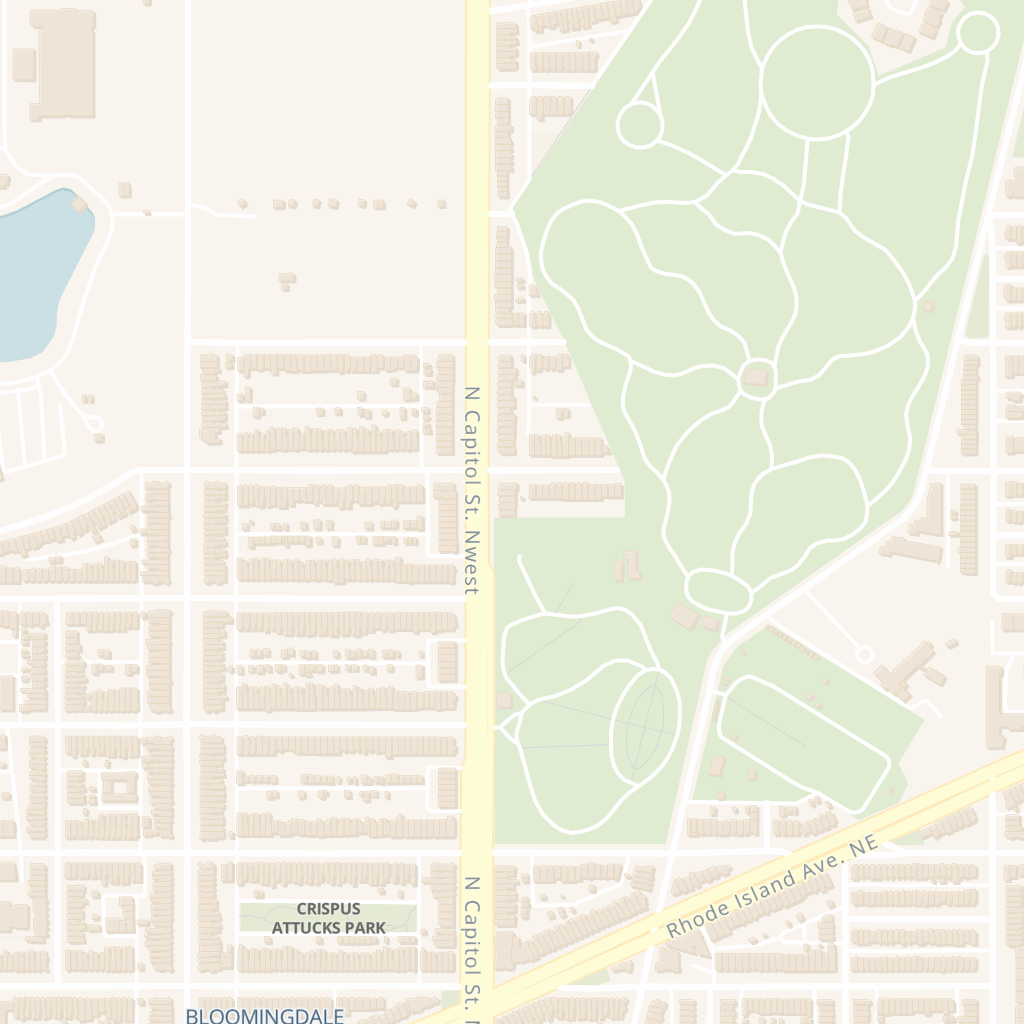 N Capitol St. Nwest
Rhode Island Ave. NE
N Capitol St.
CRISPUS
ATTUCKS PARK
BLOOMINGDALE